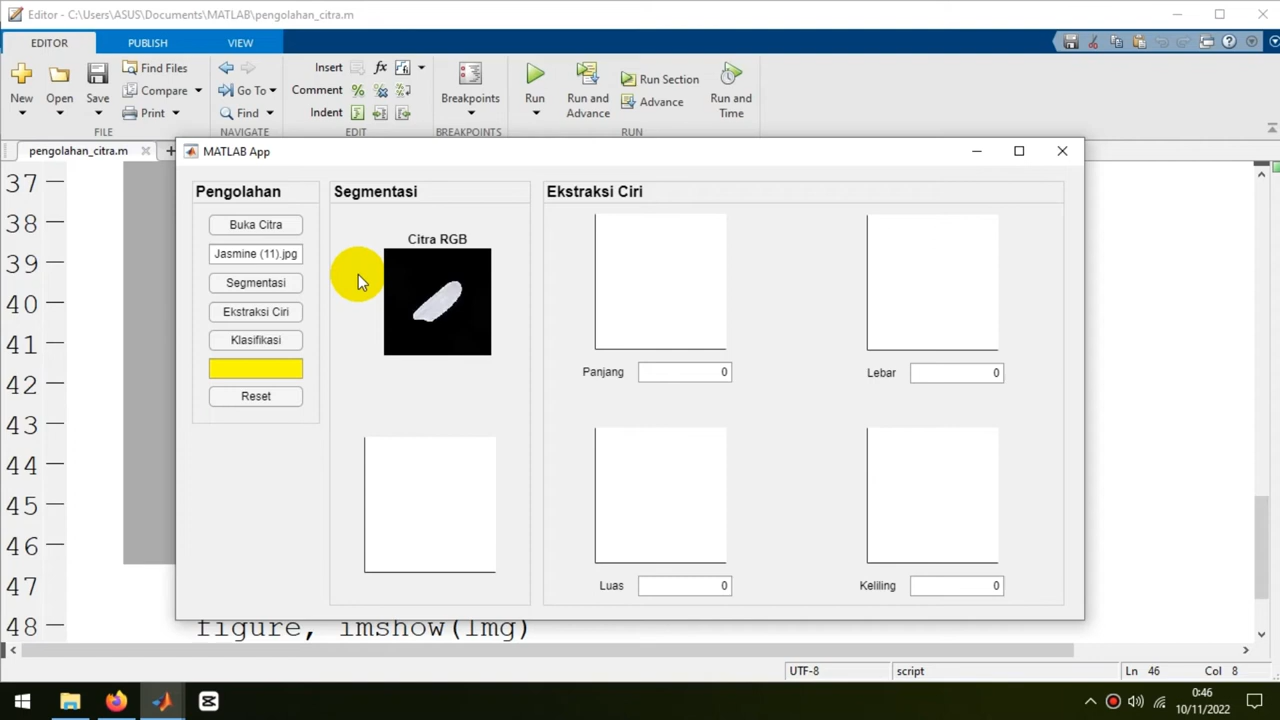 Editor - C:\Users\ASUS\Documents\MATLAB\pengolahan_citra.m
EDITOR PUBLISH VIEW
New Open Save
Find Files
Compare
Print
FILE
Go To
Find
NAVIGATE
Insert
Comment
Indent
EDIT
Breakpoints
BREAKPOINTS
Run
Run and Advance
Run Section
Advance
Run and Time
RUN
pengolahan_citra.m
MATLAB App
37
38
39
40
41
42
43
44
45
46
47
48 figure, imshow(Img)
Pengolahan
Buka Citra
Jasmine (11).jpg
Segmentasi
Ekstraksi Ciri
Klasifikasi
Reset
Segmentasi
Citra RGB
Ekstraksi Ciri
Panjang 0
Lebar 0
Luas 0
Keliling 0
UTF-8 script Ln 46 Col 8
0:46
10/11/2022